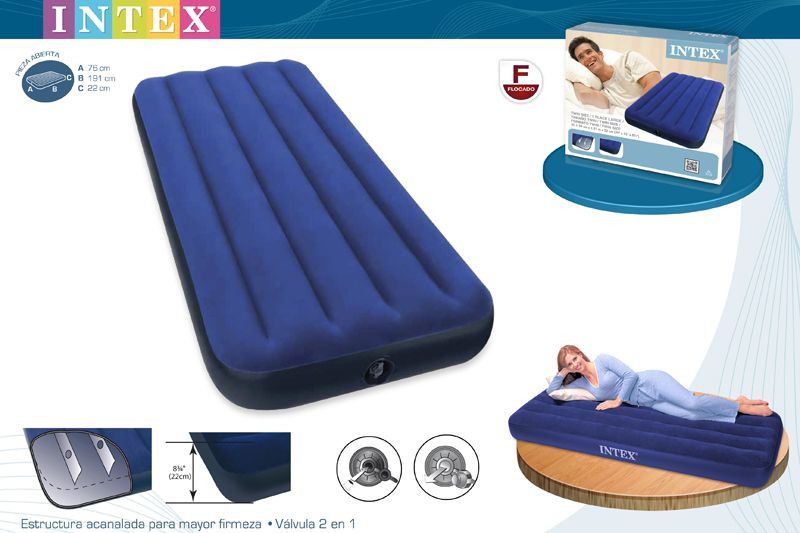 INTEX®
PIEZA ABIERTA
A 76 cm
B 191 cm
C 22 cm
A B C
F
FLOCADO
INTEX®
INTEX®
8¾"
(22cm)
Estructura acanalada para mayor firmeza • Válvula 2 en 1